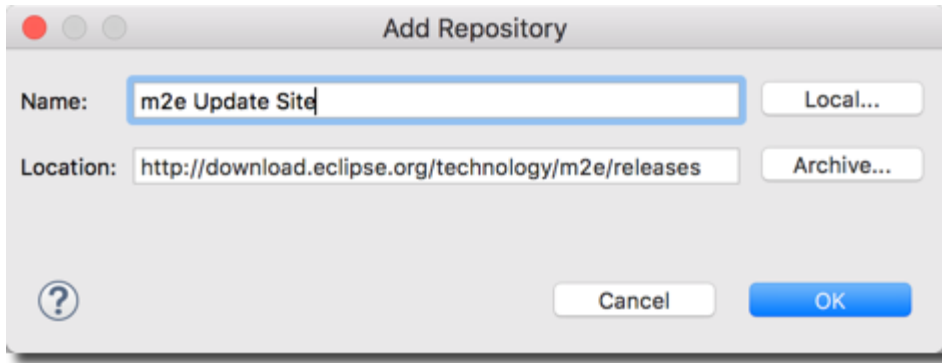 Add Repository
Name: m2e Update Site Local...
Location: http://download.eclipse.org/technology/m2e/releases Archive...
? Cancel OK